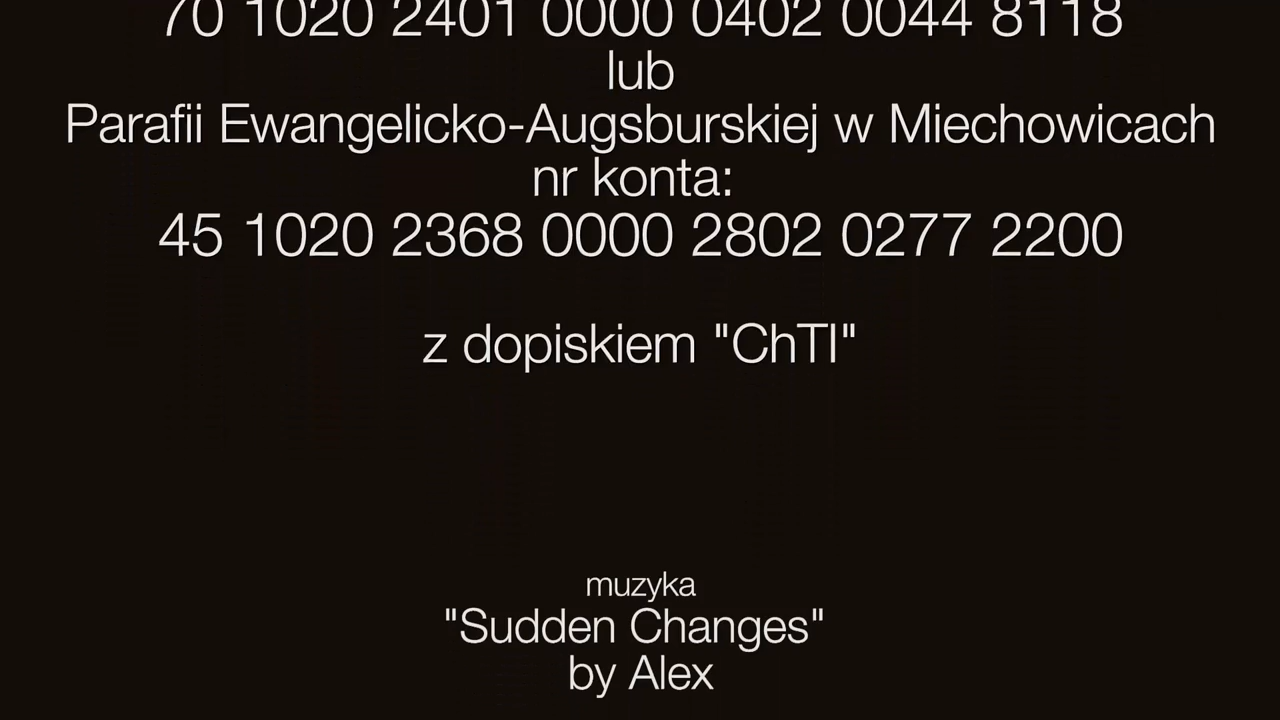 70 1020 2401 0000 0402 0044 8118
lub
Parafii Ewangelicko-Augsburskiej w Miechowicach
nr konta:
45 1020 2368 0000 2802 0277 2200
z dopiskiem "ChTI"
muzyka
"Sudden Changes"
by Alex